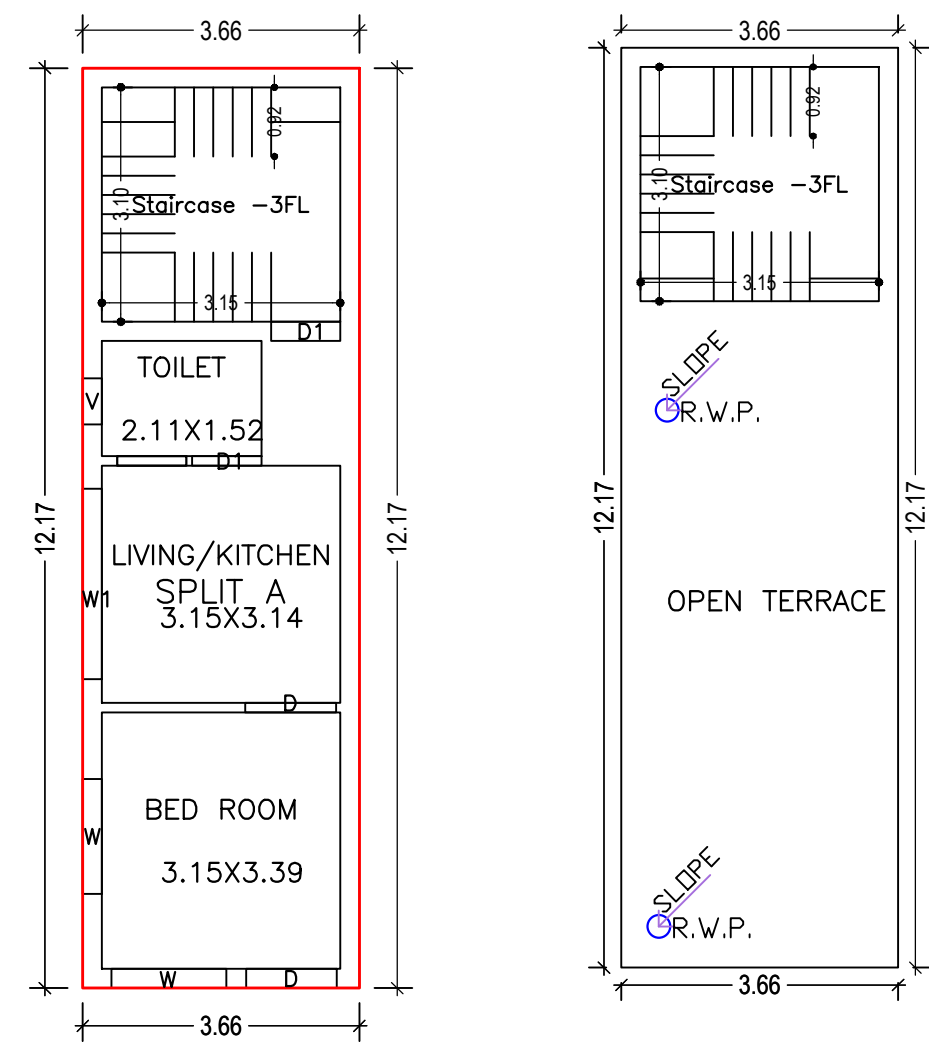 3.66
0.92
3.10
Staircase -3FL
3.15
D1
TOILET
V
2.11X1.52
D1
12.17
12.17
LIVING/KITCHEN
SPLIT A
W1
3.15X3.14
D
BED ROOM
W
3.15X3.39
W
D
3.66
3.66
0.92
3.10
Staircase -3FL
3.15
SLOPE
R.W.P.
12.17
12.17
OPEN TERRACE
SLOPE
R.W.P.
3.66